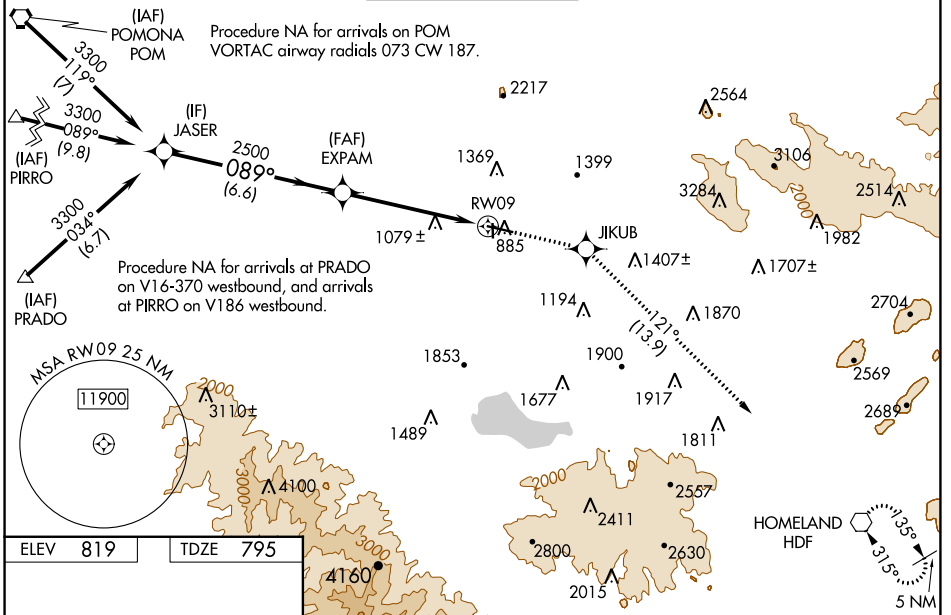 (IAF)
POMONA
POM
Procedure NA for arrivals on POM
VORTAC airway radials 073 CW 187.
3300
119°
(7)
2217
2564
3300
089°
(9.8)
(IF)
JASER
(IAF)
PIRRO
2500
089°
(6.6)
(FAF)
EXPAM
1369
1399
3106
3284
2000
2514
1982
RW09
885
1079±
JIKUB
1407±
1707±
3300
034°
(6.7)
(IAF)
PRADO
Procedure NA for arrivals at PRADO
on V16-370 westbound, and arrivals
at PIRRO on V186 westbound.
1194
1870
121°
(13.9)
2704
2569
2689
1853
1900
1677
1917
1489
1811
MSA RW09 25 NM
11900
2000
3110±
3000
4100
3000
4160
2000
2557
2411
2800
2630
2015
HOMELAND
HDF
135°
315°
5 NM
ELEV 819
TDZE 795